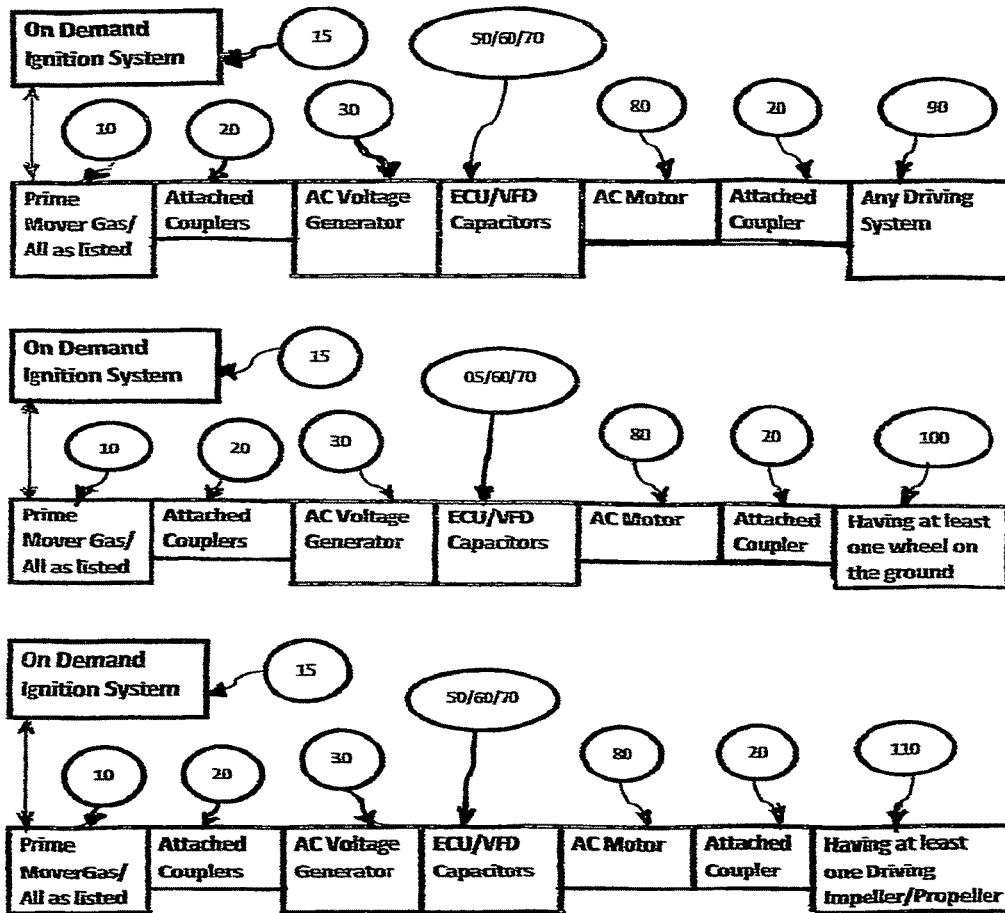 On Demand
Ignition System
15
50/60/70
10
20
30
80
20
90
Prime
Mover Gas/
All as listed
Attached
Couplers
AC Voltage
Generator
ECU/VFD
Capacitors
AC Motor
Attached
Coupler
Any Driving
System
On Demand
Ignition System
15
05/60/70
10
20
30
80
20
100
Prime
Mover Gas/
All as listed
Attached
Couplers
AC Voltage
Generator
ECU/VFD
Capacitors
AC Motor
Attached
Coupler
Having at least
one wheel on
the ground
On Demand
Ignition System
15
50/60/70
10
20
30
80
20
110
Prime
MoverGas/
All as listed
Attached
Couplers
AC Voltage
Generator
ECU/VFD
Capacitors
AC Motor
Attached
Coupler
Having at least
one Driving
Impeller/Propeller